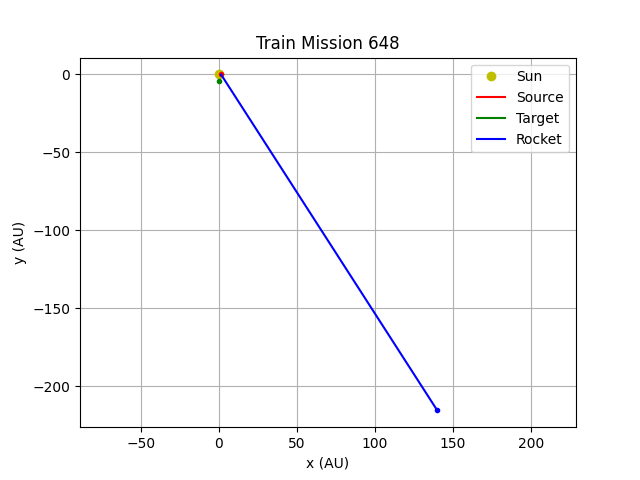 Train Mission 648
Sun
Source
Target
Rocket
0
−50
−100
−150
−200
y (AU)
−50
0
50
100
150
200
x (AU)